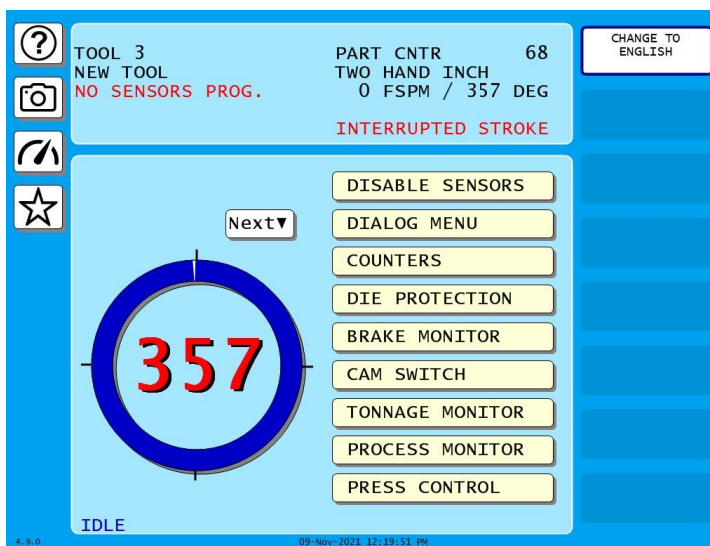 TOOL 3
NEW TOOL
NO SENSORS PROG.
PART CNTR 68
TWO HAND INCH
0 FSPM / 357 DEG
INTERRUPTED STROKE
CHANGE TO
ENGLISH
Next▼
357
DISABLE SENSORS
DIALOG MENU
COUNTERS
DIE PROTECTION
BRAKE MONITOR
CAM SWITCH
TONNAGE MONITOR
PROCESS MONITOR
PRESS CONTROL
IDLE
4.9.0
09-Nov-2021 12:19:51 PM